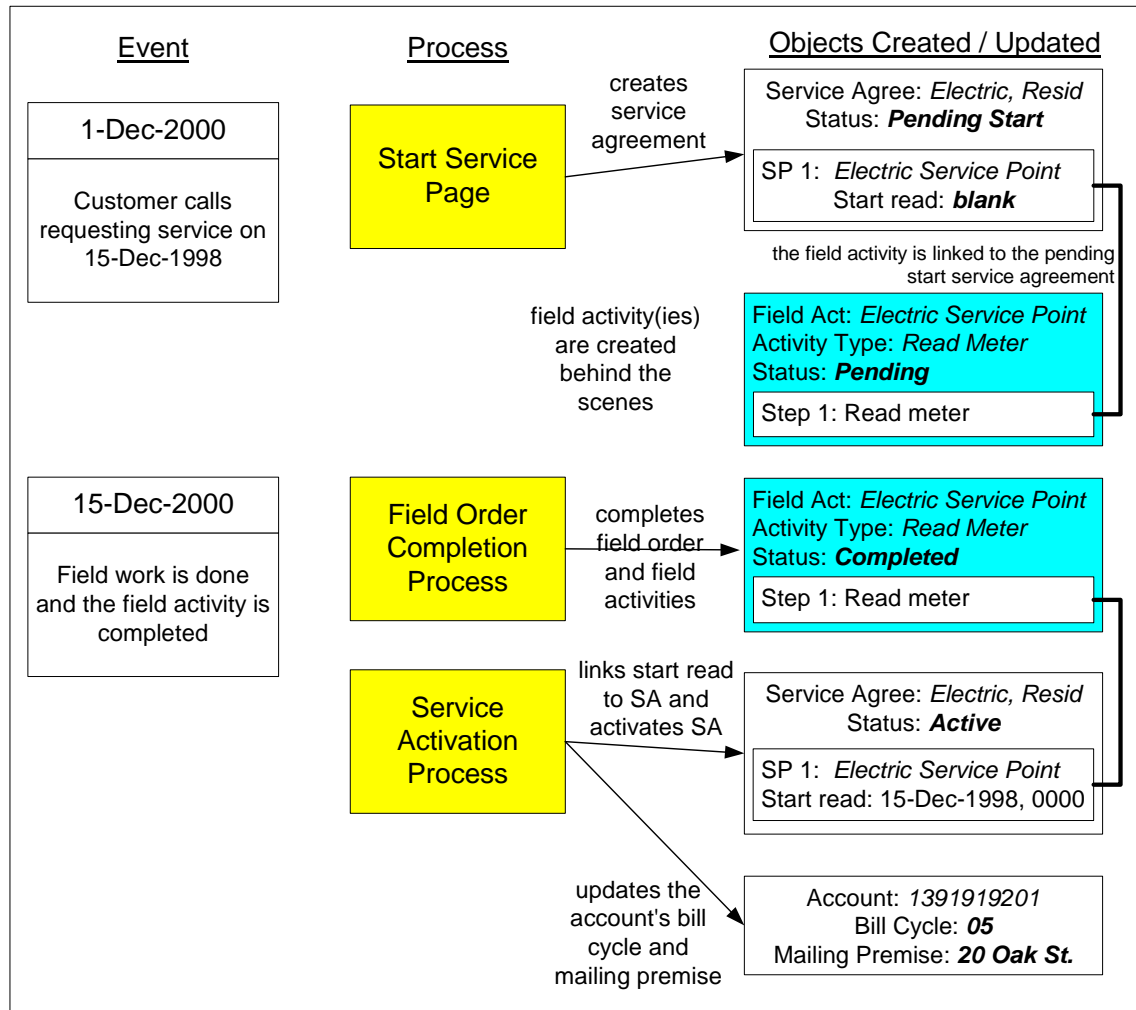 Event
Process
Objects Created / Updated
1-Dec-2000
Customer calls
requesting service on
15-Dec-1998
Start Service
Page
creates
service
agreement
Service Agree: Electric, Resid
Status: Pending Start
SP 1: Electric Service Point
Start read: blank
the field activity is linked to the pending
start service agreement
field activity(ies)
are created
behind the
scenes
Field Act: Electric Service Point
Activity Type: Read Meter
Status: Pending
Step 1: Read meter
15-Dec-2000
Field work is done
and the field activity is
completed
Field Order
Completion
Process
completes
field order
and field
activities
Field Act: Electric Service Point
Activity Type: Read Meter
Status: Completed
Step 1: Read meter
Service
Activation
Process
links start read
to SA and
activates SA
Service Agree: Electric, Resid
Status: Active
SP 1: Electric Service Point
Start read: 15-Dec-1998, 0000
updates the
account's bill
cycle and
mailing premise
Account: 1391919201
Bill Cycle: 05
Mailing Premise: 20 Oak St.